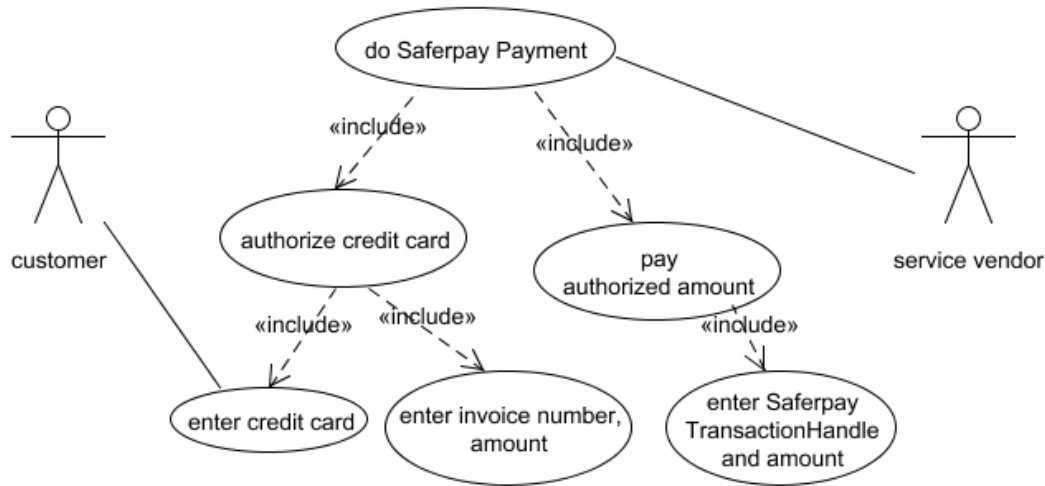 do Saferpay Payment
«include»
«include»
customer
authorize credit card
pay
authorized amount
service vendor
«include»
«include»
«include»
enter credit card
enter invoice number,
amount
enter Saferpay
TransactionHandle
and amount